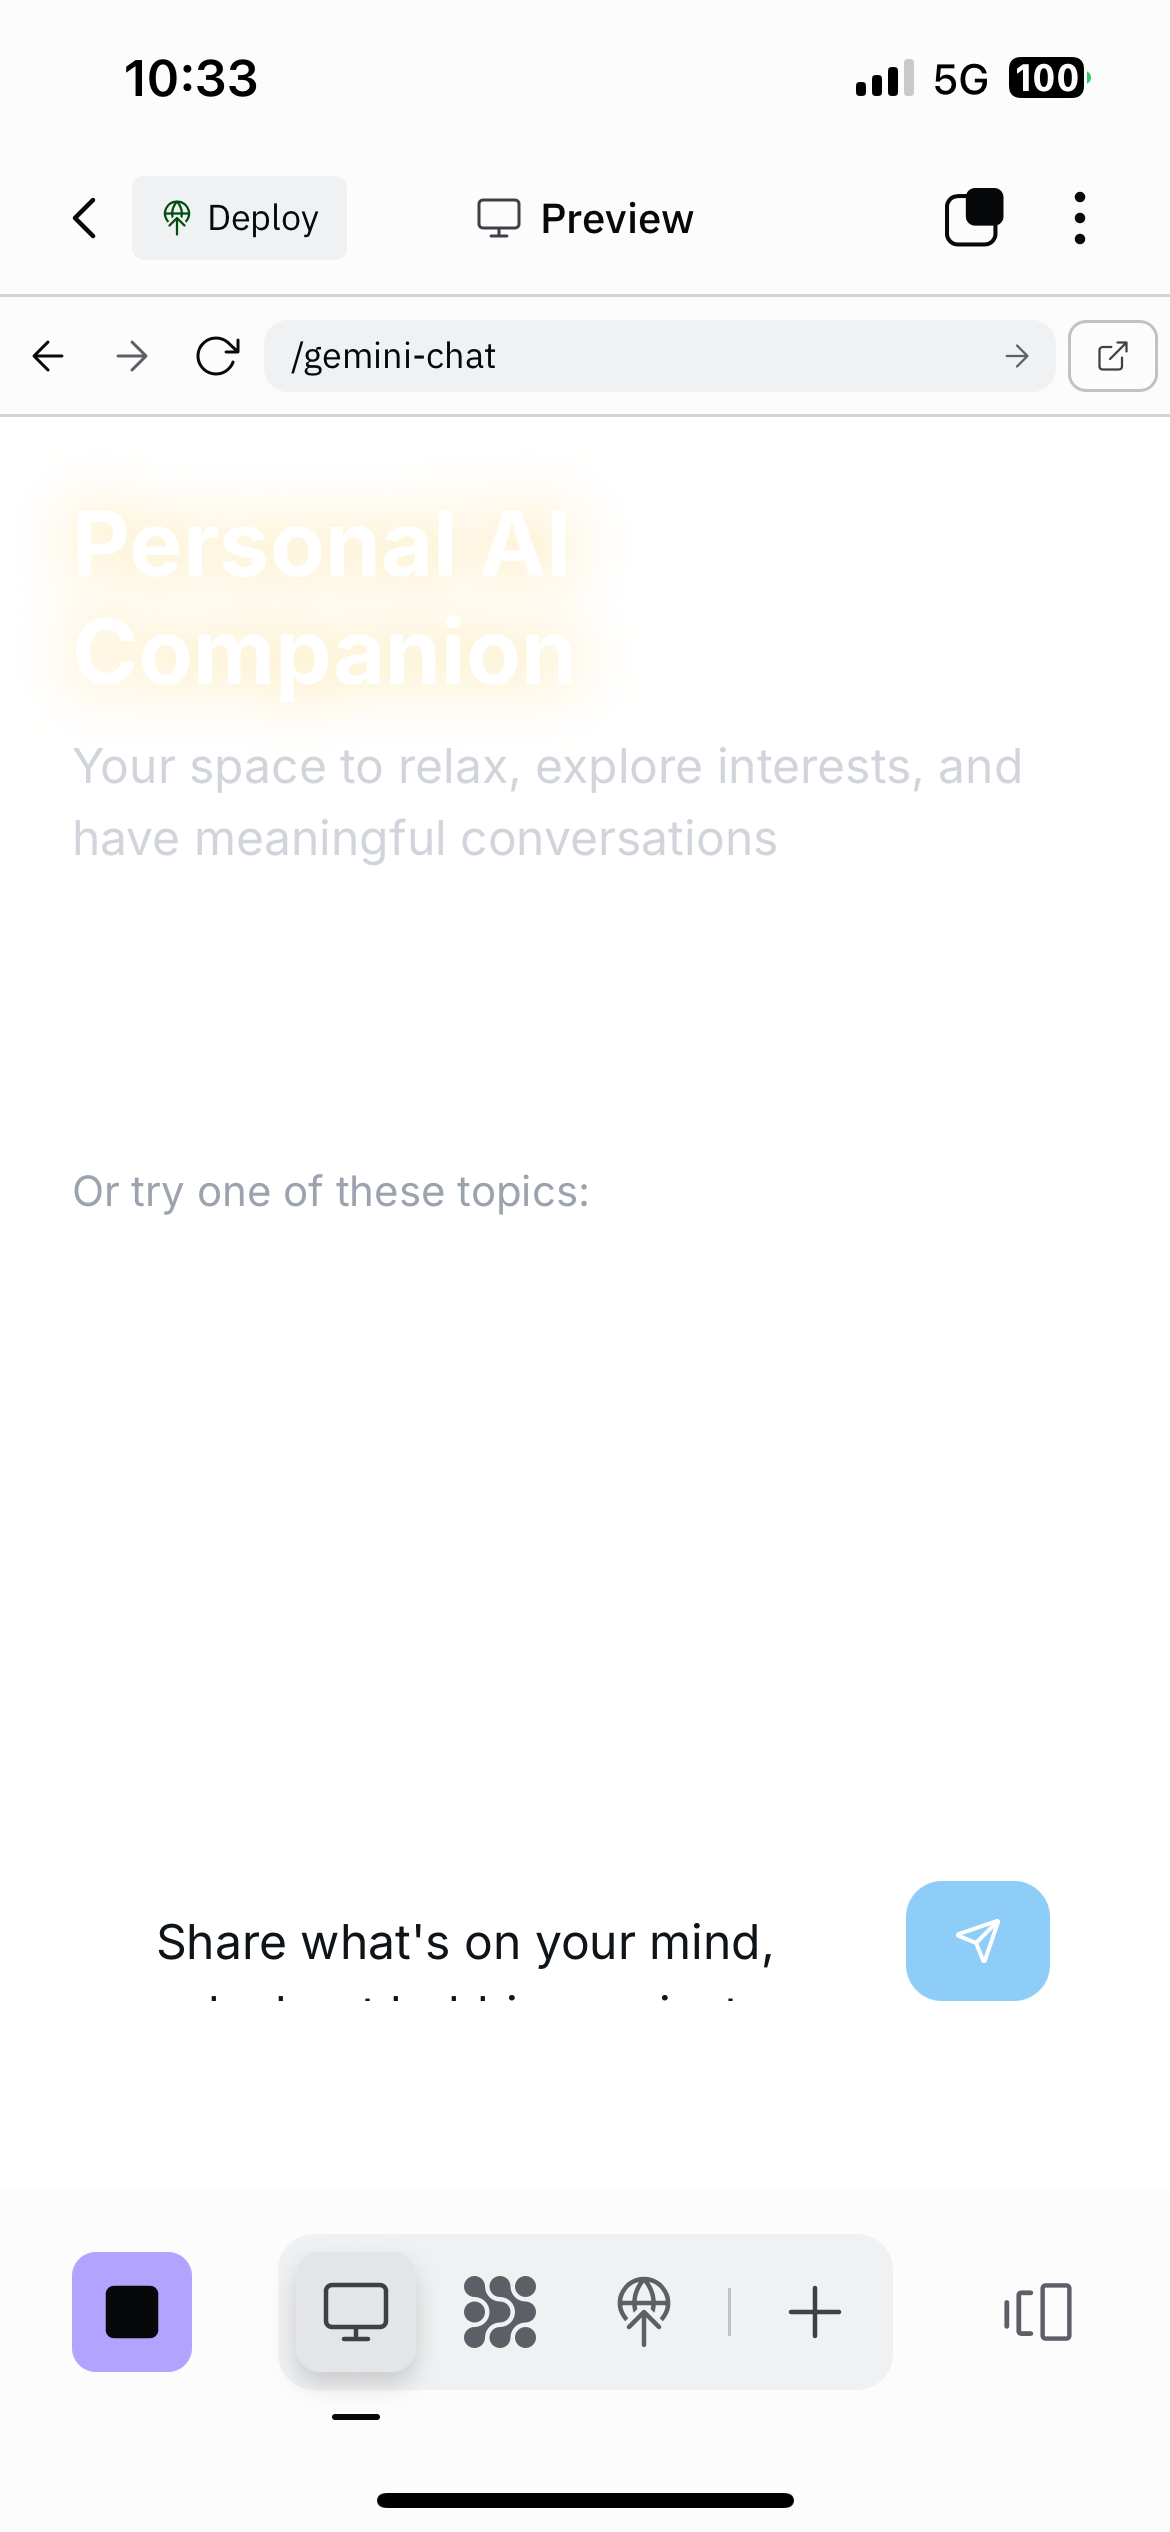 10:33
5G 100
Deploy
Preview
/gemini-chat
Personal AI
Companion
Your space to relax, explore interests, and
have meaningful conversations
Or try one of these topics:
Share what's on your mind,